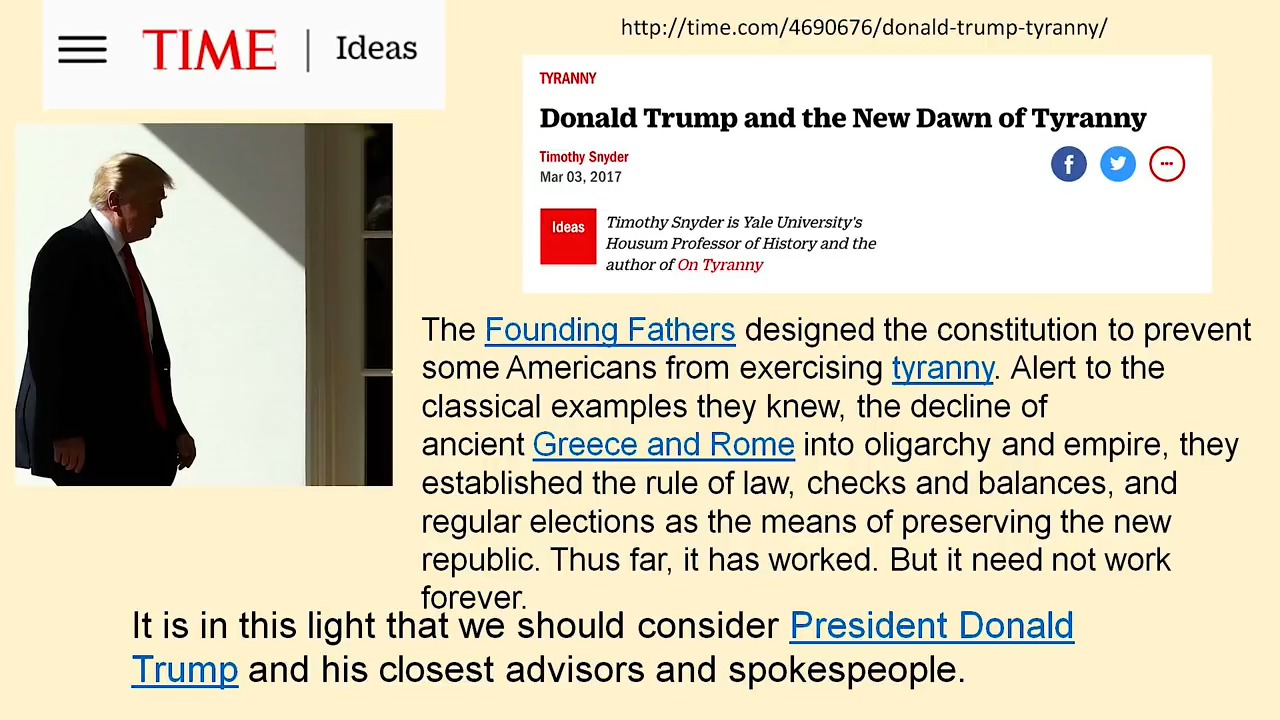 TIME | Ideas
http://time.com/4690676/donald-trump-tyranny/
TYRANNY
Donald Trump and the New Dawn of Tyranny
Timothy Snyder
Mar 03, 2017
Ideas
Timothy Snyder is Yale University's
Housum Professor of History and the
author of On Tyranny
The Founding Fathers designed the constitution to prevent
some Americans from exercising tyranny. Alert to the
classical examples they knew, the decline of
ancient Greece and Rome into oligarchy and empire, they
established the rule of law, checks and balances, and
regular elections as the means of preserving the new
republic. Thus far, it has worked. But it need not work
forever.
It is in this light that we should consider President Donald
Trump and his closest advisors and spokespeople.